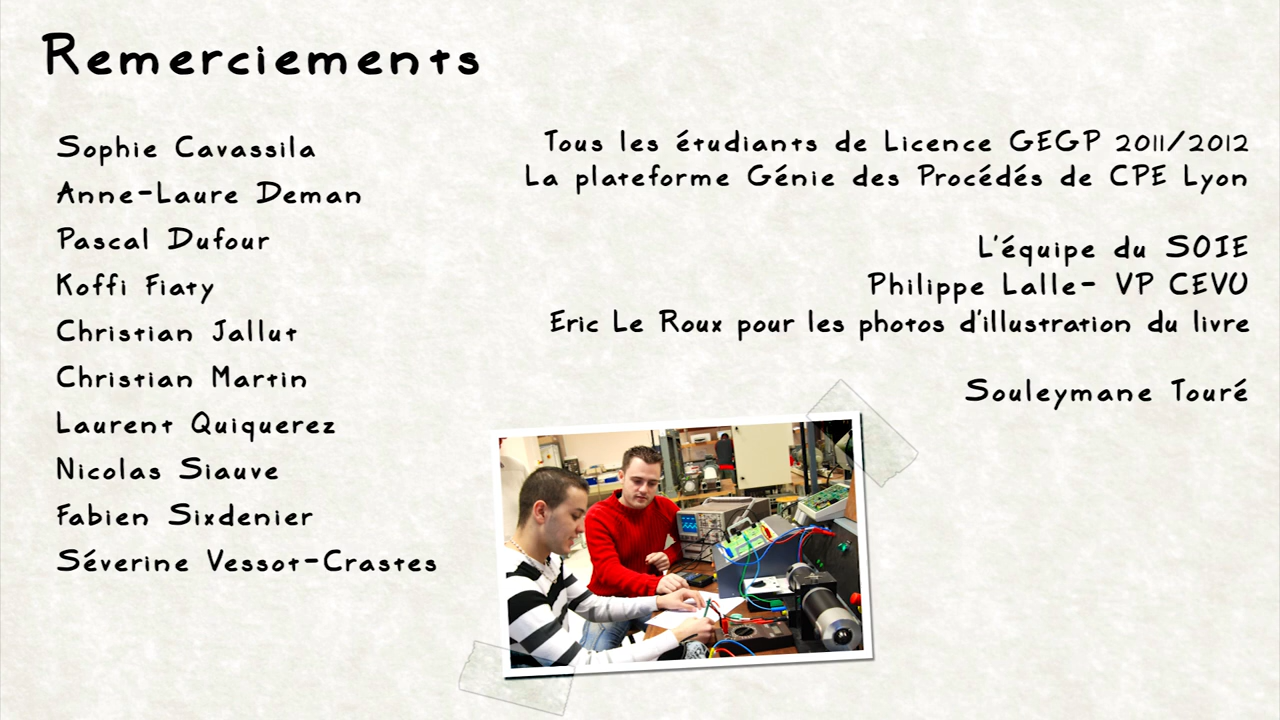 Remerciements
Sophie Cavassila
Anne-Laure Deman
Pascal Dufour
Koffi Fiaty
Christian Jallut
Christian Martin
Laurent Quiquerez
Nicolas Siauve
Fabien Sixdenier
Séverine Vessot-Crastes
Tous les étudiants de Licence GEGP 2011/2012
La plateforme Génie des Procédés de CPE Lyon
L'équipe du SOIE
Philippe Lalle- VP CEVU
Eric Le Roux pour les photos d'illustration du livre
Souleymane Touré